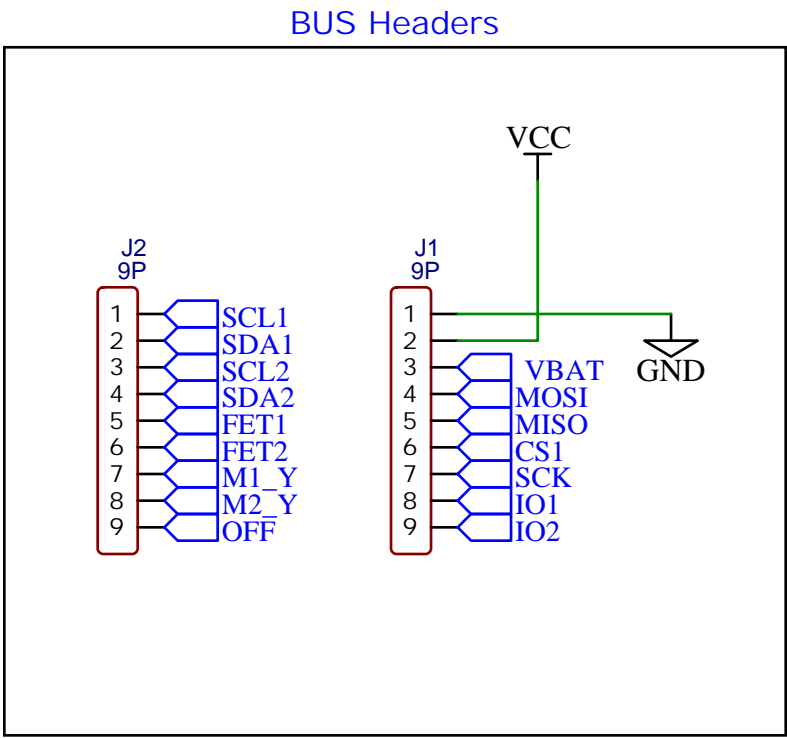 BUS Headers
VCC
J2
9P
1 SCL1
2 SDA1
3 SCL2
4 SDA2
5 FET1
6 FET2
7 M1_Y
8 M2_Y
9 OFF
J1
9P
1
2
3 VBAT
4 MOSI
5 MISO
6 CS1
7 SCK
8 IO1
9 IO2
GND